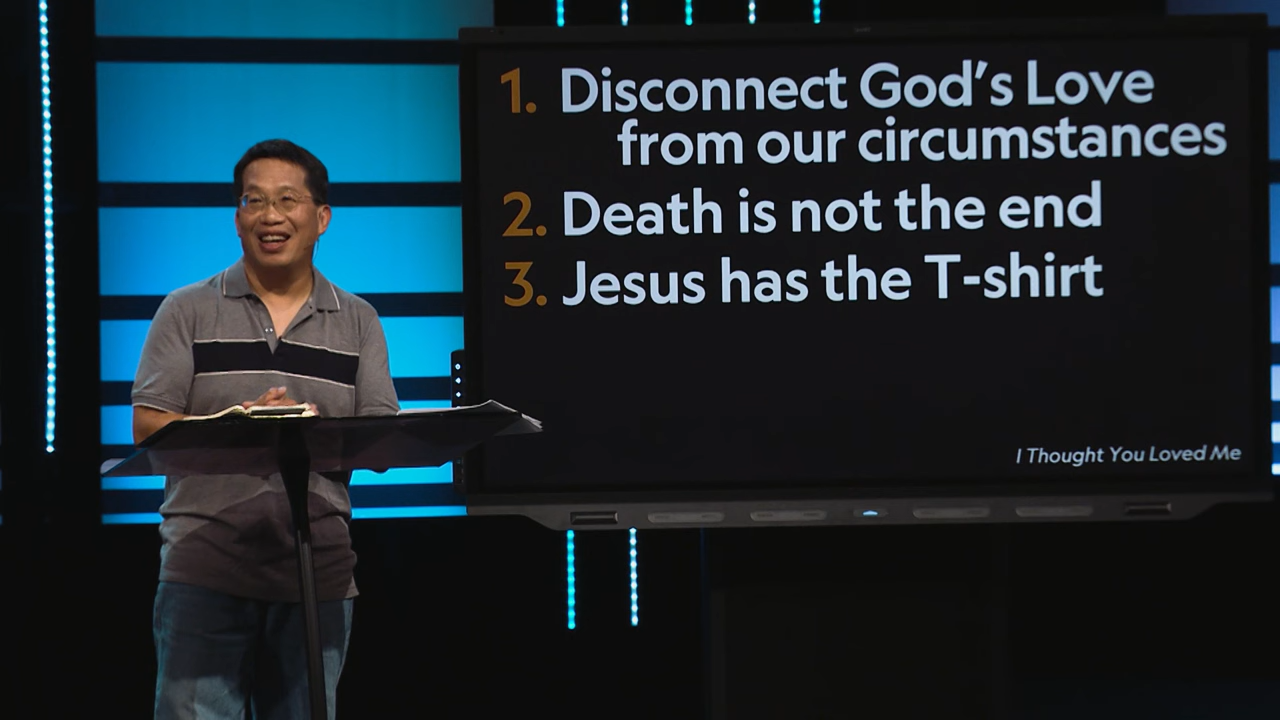 1. Disconnect God's Love
from our circumstances
2. Death is not the end
3. Jesus has the T-shirt
I Thought You Loved Me